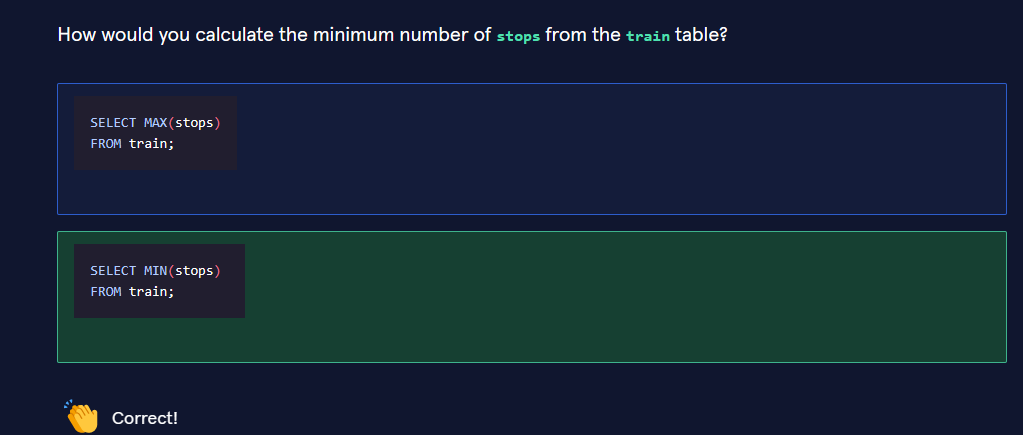 How would you calculate the minimum number of stops from the train table?
SELECT MAX(stops)
FROM train;
SELECT MIN(stops)
FROM train;
Correct!